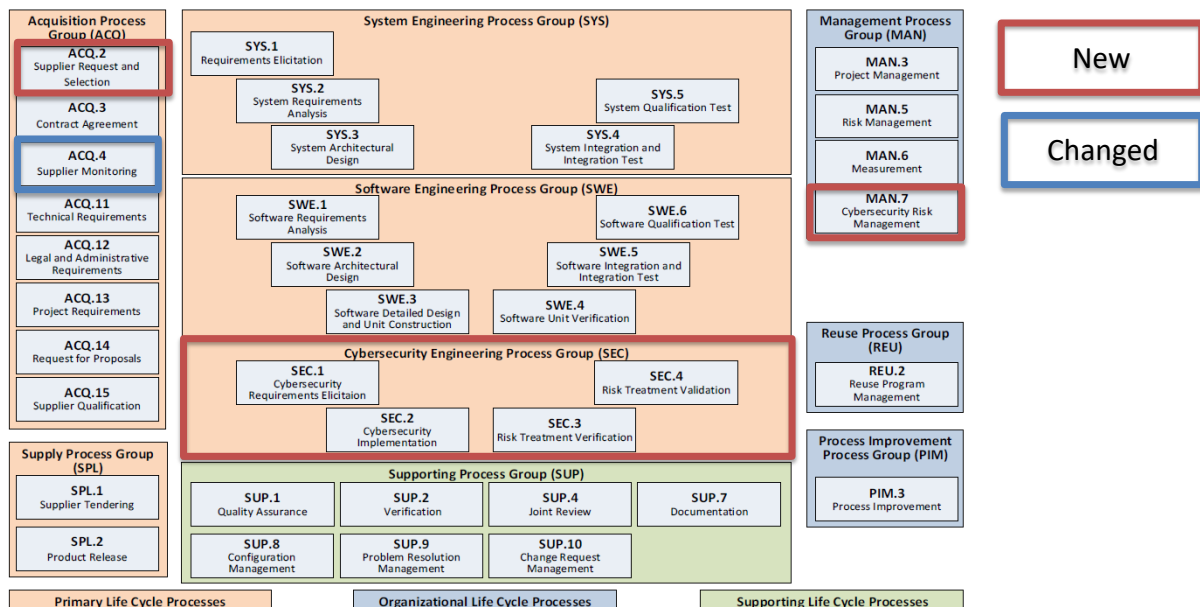 Acquisition Process
Group (ACQ)
ACQ.2
Supplier Request and
Selection
ACQ.3
Contract Agreement
ACQ.4
Supplier Monitoring
ACQ.11
Technical Requirements
ACQ.12
Legal and Administrative
Requirements
ACQ.13
Project Requirements
ACQ.14
Request for Proposals
ACQ.15
Supplier Qualification
Supply Process Group
(SPL)
SPL.1
Supplier Tendering
SPL.2
Product Release
System Engineering Process Group (SYS)
SYS.1
Requirements Elicitation
SYS.2
System Requirements
Analysis
SYS.3
System Architectural
Design
SYS.5
System Qualification Test
SYS.4
System Integration and
Integration Test
Software Engineering Process Group (SWE)
SWE.1
Software Requirements
Analysis
SWE.2
Software Architectural
Design
SWE.3
Software Detailed Design
and Unit Construction
SWE.6
Software Qualification Test
SWE.5
Software Integration and
Integration Test
SWE.4
Software Unit Verification
Cybersecurity Engineering Process Group (SEC)
SEC.1
Cybersecurity
Requirements Elicitaion
SEC.2
Cybersecurity
Implementation
SEC.4
Risk Treatment Validation
SEC.3
Risk Treatment Verification
Supporting Process Group (SUP)
SUP.1
Quality Assurance
SUP.2
Verification
SUP.4
Joint Review
SUP.7
Documentation
SUP.8
Configuration
Management
SUP.9
Problem Resolution
Management
SUP.10
Change Request
Management
Management Process
Group (MAN)
MAN.3
Project Management
MAN.5
Risk Management
MAN.6
Measurement
MAN.7
Cybersecurity Risk
Management
Reuse Process Group
(REU)
REU.2
Reuse Program
Management
Process Improvement
Process Group (PIM)
PIM.3
Process Improvement
New
Changed
Primary Life Cycle Processes
Organizational Life Cycle Processes
Supporting Life Cycle Processes